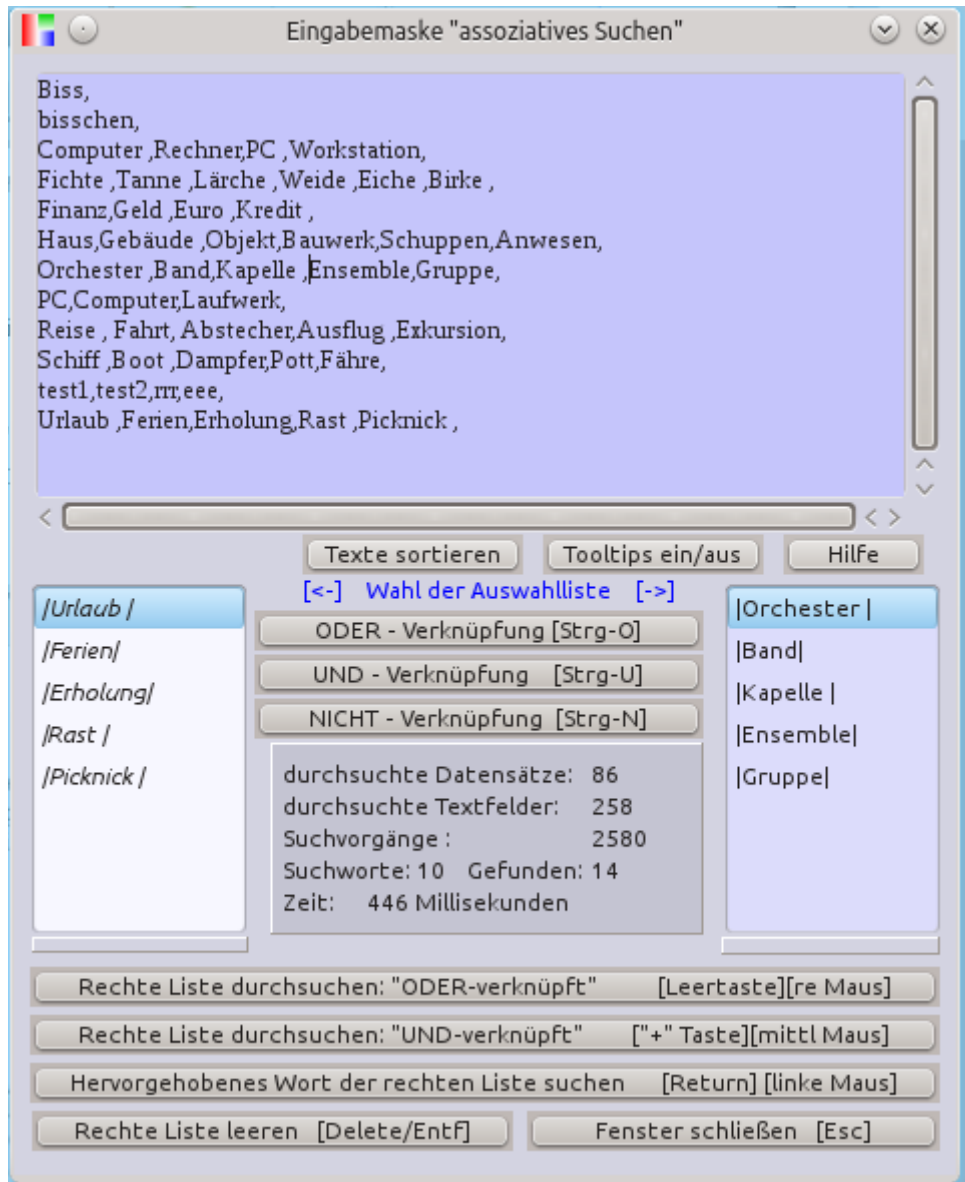 Eingabemaske "assoziatives Suchen"
Biss,
bisschen,
Computer ,Rechner,PC ,Workstation,
Fichte ,Tanne ,Lärche ,Weide ,Eiche ,Birke ,
Finanz,Geld ,Euro ,Kredit ,
Haus,Gebäude ,Objekt,Bauwerk,Schuppen,Anwesen,
Orchester ,Band,Kapelle ,Ensemble,Gruppe,
PC,Computer,Laufwerk,
Reise , Fahrt, Abstecher,Ausflug ,Exkursion,
Schiff ,Boot ,Dampfer,Pott,Fähre,
test1,test2,rrr,eee,
Urlaub ,Ferien,Erholung,Rast ,Picknick ,
Texte sortieren Tooltips ein/aus Hilfe
[<-] Wahl der Auswahlliste [->]
|Urlaub |
|Ferien|
|Erholung|
|Rast |
|Picknick |
ODER - Verknüpfung [Strg-O]
UND - Verknüpfung [Strg-U]
NICHT - Verknüpfung [Strg-N]
durchsuchte Datensätze: 86
durchsuchte Textfelder: 258
Suchvorgänge : 2580
Suchworte: 10 Gefunden: 14
Zeit: 446 Millisekunden
|Orchester |
|Band|
|Kapelle |
|Ensemble|
|Gruppe|
Rechte Liste durchsuchen: "ODER-verknüpft" [Leertaste][re Maus]
Rechte Liste durchsuchen: "UND-verknüpft" ["+" Taste][mittl Maus]
Hervorgehobenes Wort der rechten Liste suchen [Return] [linke Maus]
Rechte Liste leeren [Delete/Entf] Fenster schließen [Esc]